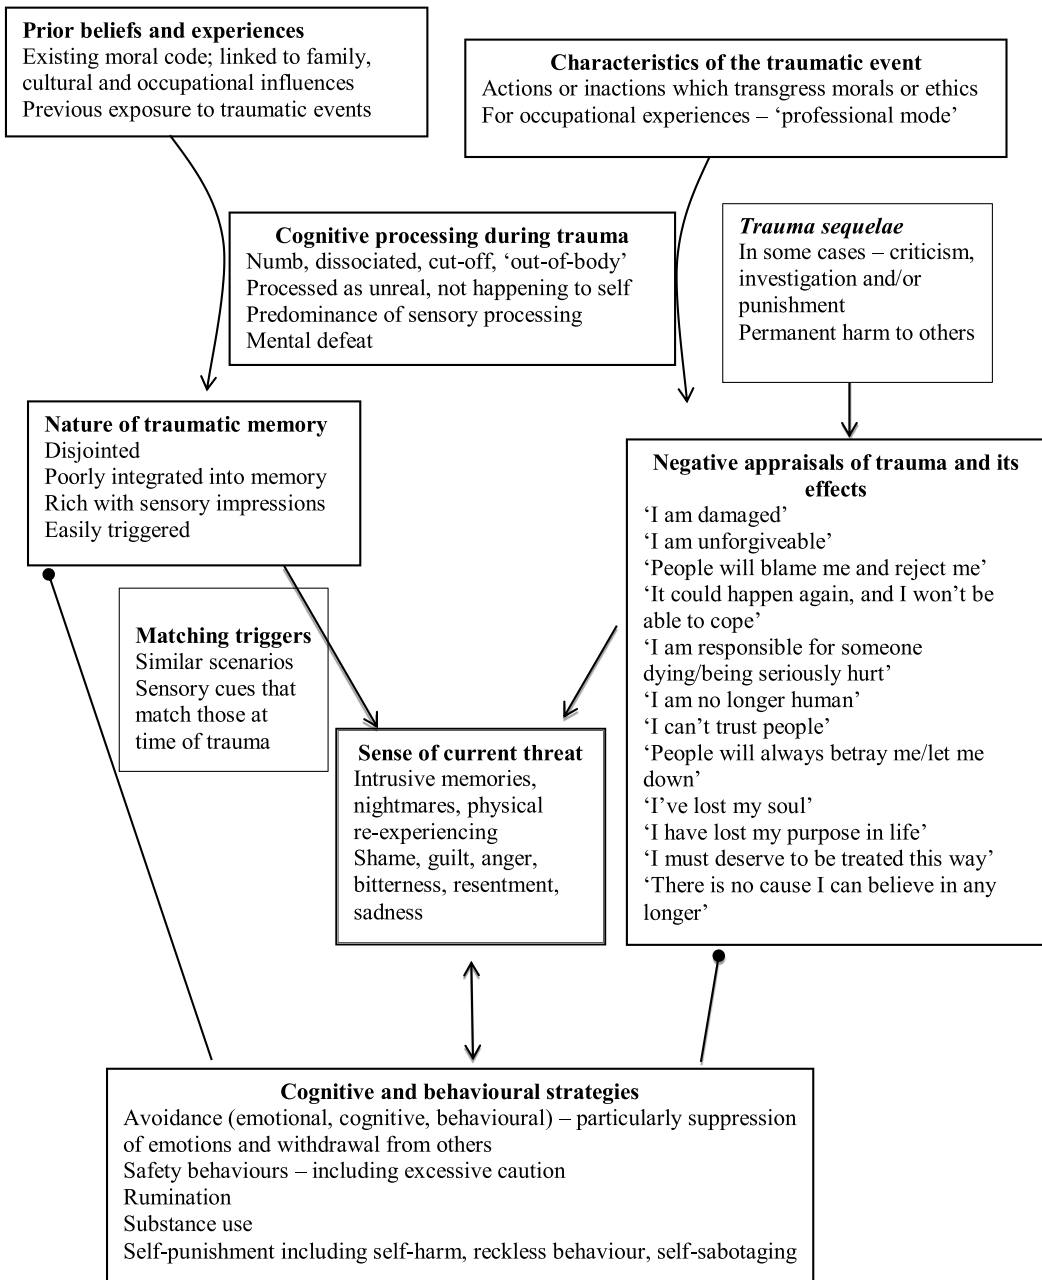 Prior beliefs and experiences
Existing moral code; linked to family,
cultural and occupational influences
Previous exposure to traumatic events
Characteristics of the traumatic event
Actions or inactions which transgress morals or ethics
For occupational experiences – ‘professional mode’
Cognitive processing during trauma
Numb, dissociated, cut-off, ‘out-of-body’
Processed as unreal, not happening to self
Predominance of sensory processing
Mental defeat
Trauma sequelae
In some cases – criticism,
investigation and/or
punishment
Permanent harm to others
Nature of traumatic memory
Disjointed
Poorly integrated into memory
Rich with sensory impressions
Easily triggered
Negative appraisals of trauma and its
effects
‘I am damaged’
‘I am unforgiveable’
‘People will blame me and reject me’
‘It could happen again, and I won’t be
able to cope’
‘I am responsible for someone
dying/being seriously hurt’
‘I am no longer human’
‘I can’t trust people’
‘People will always betray me/let me
down’
‘I’ve lost my soul’
‘I have lost my purpose in life’
‘I must deserve to be treated this way’
‘There is no cause I can believe in any
longer’
Matching triggers
Similar scenarios
Sensory cues that
match those at
time of trauma
Sense of current threat
Intrusive memories,
nightmares, physical
re-experiencing
Shame, guilt, anger,
bitterness, resentment,
sadness
Cognitive and behavioural strategies
Avoidance (emotional, cognitive, behavioural) – particularly suppression
of emotions and withdrawal from others
Safety behaviours – including excessive caution
Rumination
Substance use
Self-punishment including self-harm, reckless behaviour, self-sabotaging